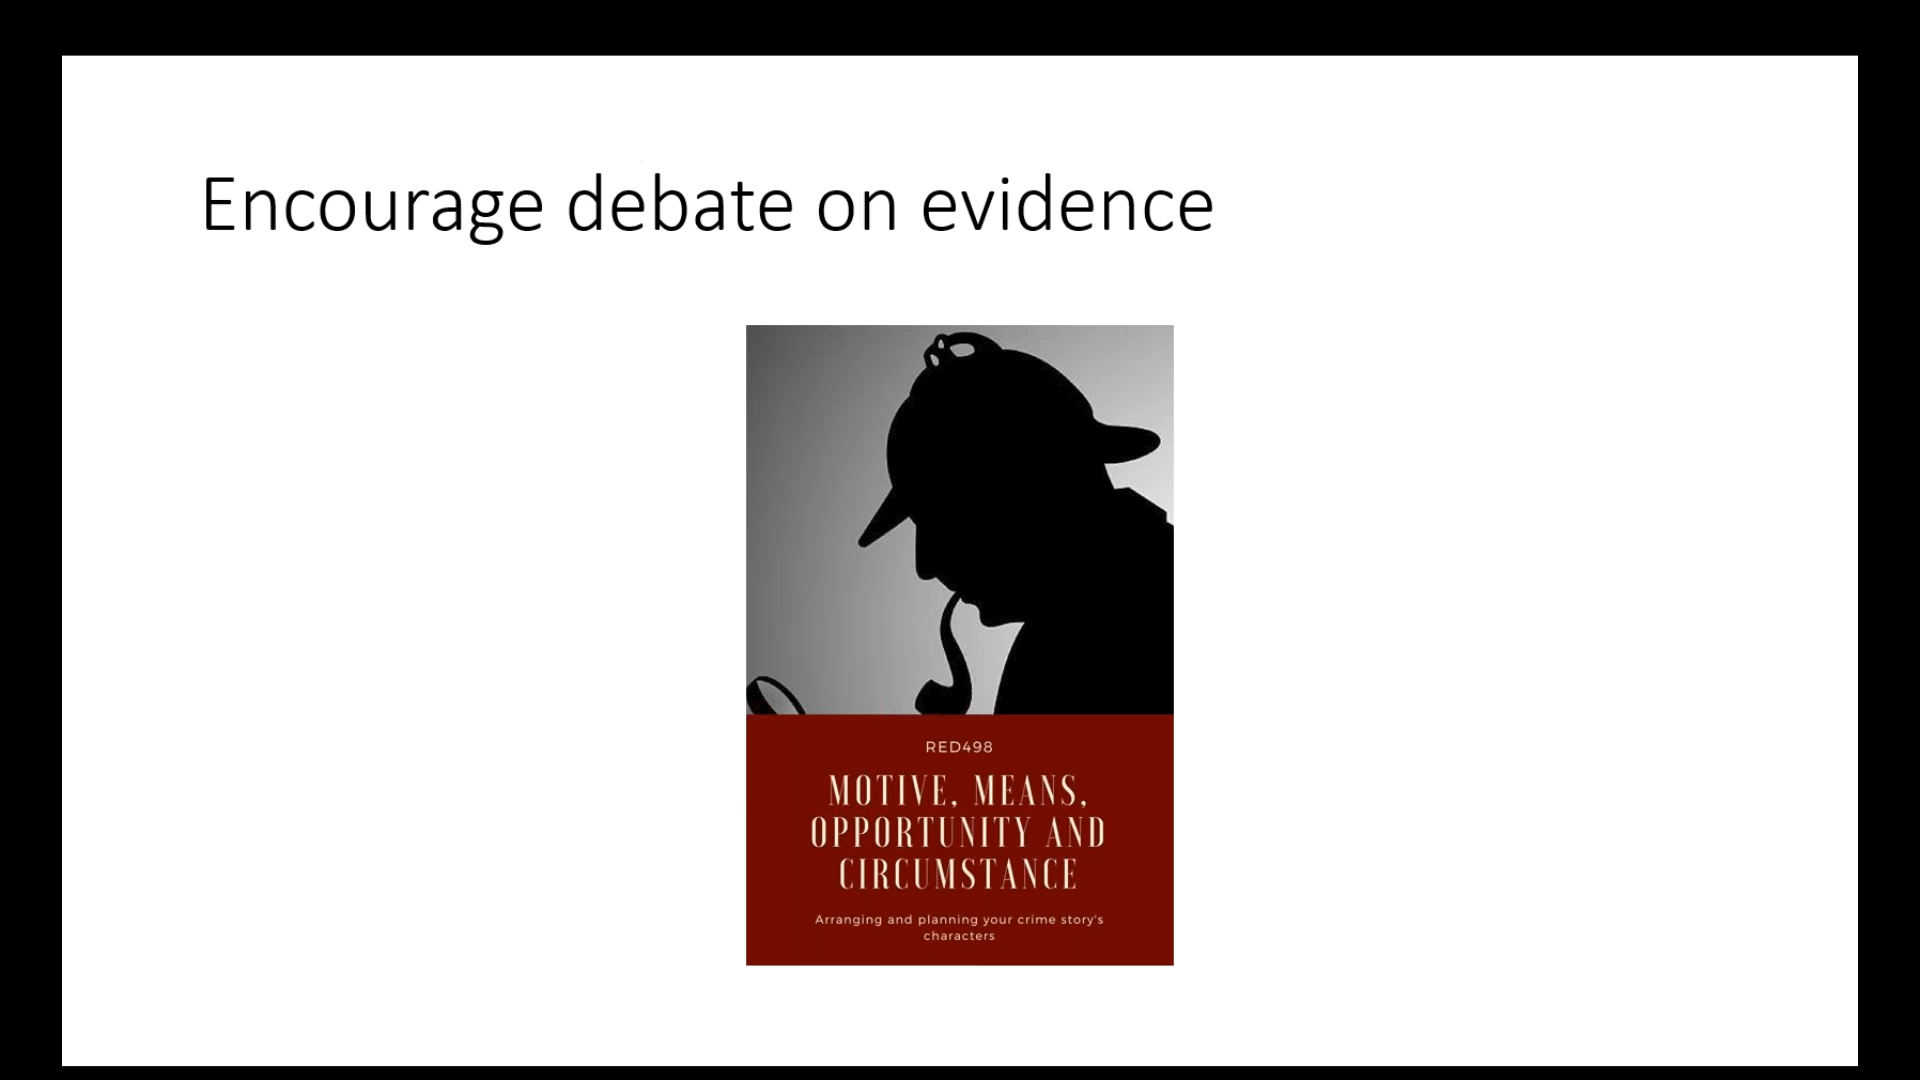 Encourage debate on evidence
RED498
MOTIVE, MEANS,
OPPORTUNITY AND
CIRCUMSTANCE
Arranging and planning your crime story's
characters